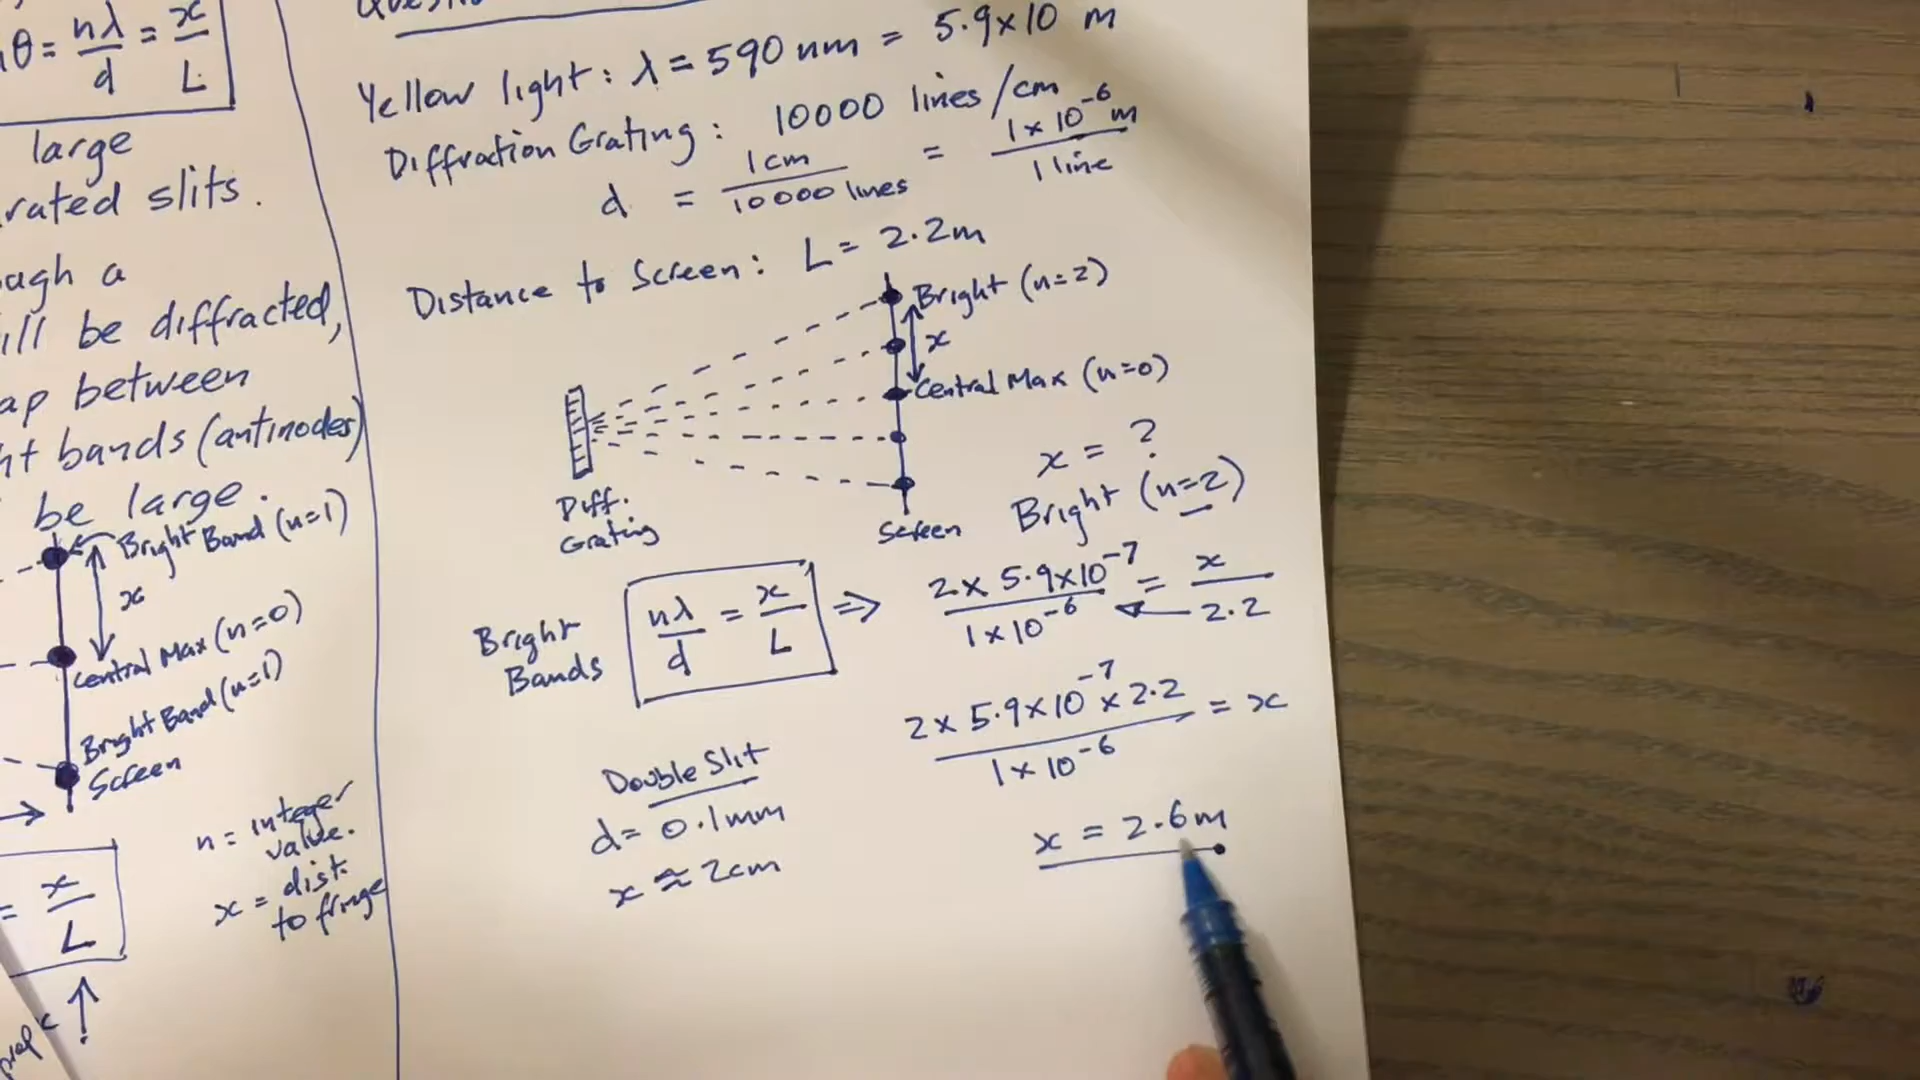 θ = nλ/d = x/L
large
rated slits.
ough a
ill be diffracted,
ap between
ht bands (antinodes)
be large.
Bright Band (n=1)
x
Central Max (n=0)
Bright Band (n=1)
Screen
n = integer
value.
x = dist.
to fringe
= x/L
Yellow light: λ = 590 nm = 5.9×10 m
Diffraction Grating: 10000 lines/cm
d = 1cm/10000 lines = 1×10⁻⁶m/1 line
Distance to Screen: L = 2.2m
Bright (n=2)
x
Central Max (n=0)
Diff.
Grating
Screen
x = ?
Bright (n=2)
Bright
Bands
nλ/d = x/L ⇒ 2 × 5.9×10⁻⁷/1×10⁻⁶ = x/2.2
2 × 5.9×10⁻⁷ × 2.2/1×10⁻⁶ = x
x = 2.6m
Double Slit
d = 0.1mm
x ≈ 2cm